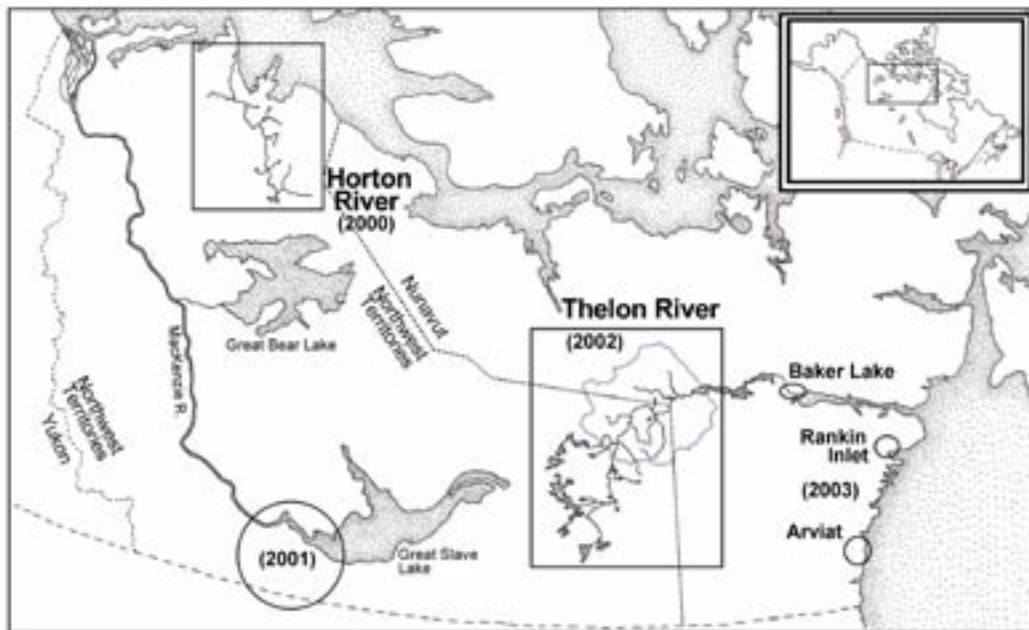 Horton
River
(2000)
Nunavut
Northwest
Territories
Great Bear Lake
Mackenzie R.
Northwest
Territories
Yukon
Thelon River
(2002)
Baker Lake
Rankin
Inlet
(2003)
Arviat
(2001)
Great Slave
Lake